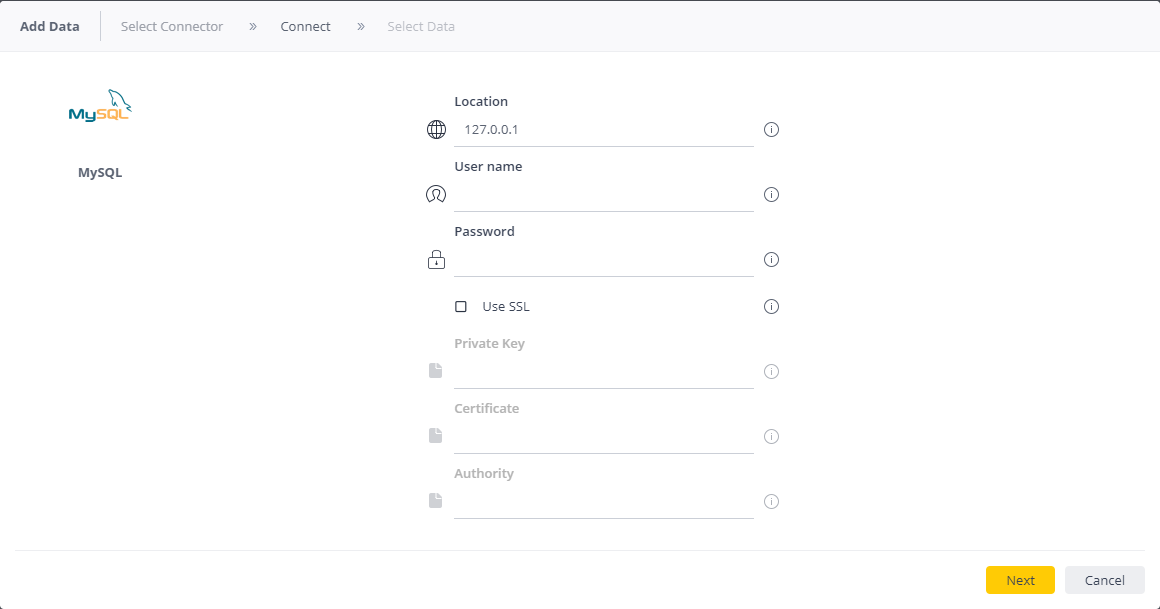 Add Data Select Connector » Connect » Select Data
MySQL
MySQL
Location
127.0.0.1
User name
Password
Use SSL
Private Key
Certificate
Authority
Next Cancel